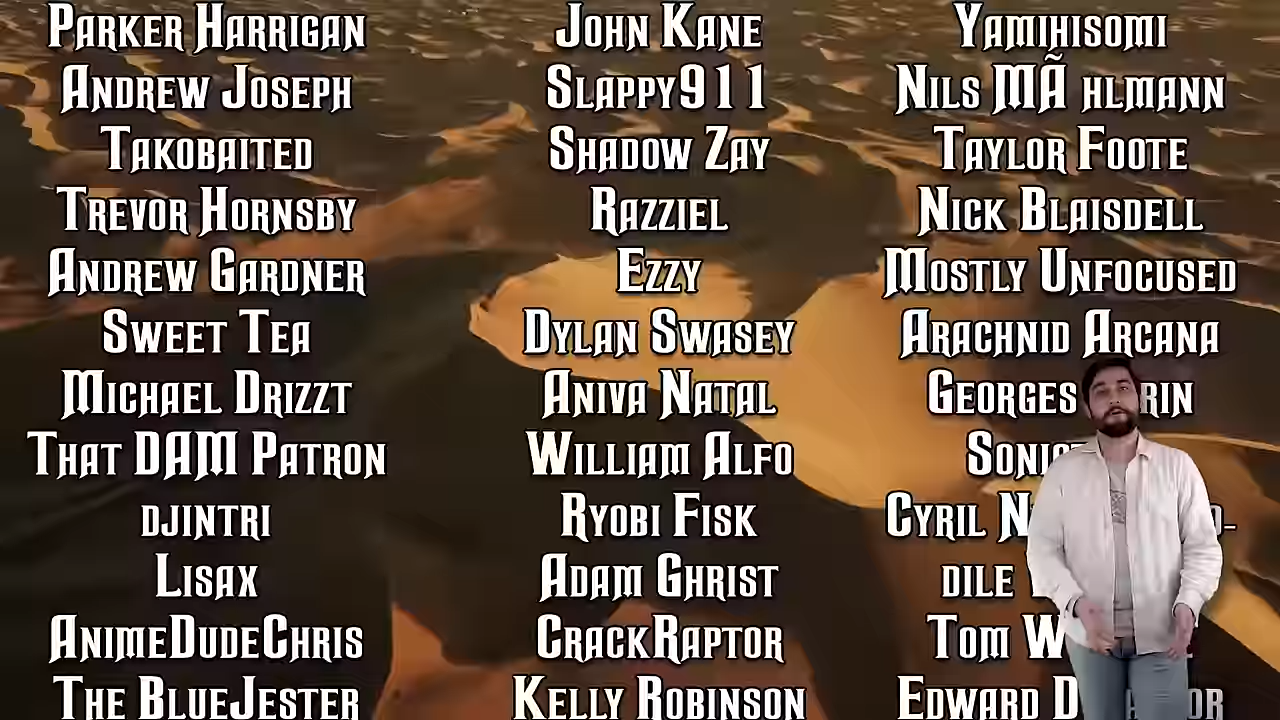 Parker Harrigan
Andrew Joseph
Takobaited
Trevor Hornsby
Andrew Gardner
Sweet Tea
Michael Drizzt
That DAM Patron
djintri
Lisax
AnimeDudeChris
The BlueJester
John Kane
Slappy911
Shadow Zay
Razziel
Ezzy
Dylan Swasey
Aniva Natal
William Alfo
Ryobi Fisk
Adam Ghrist
CrackRaptor
Kelly Robinson
Yamihisomi
Nils MÃ hlmann
Taylor Foote
Nick Blaisdell
Mostly Unfocused
Arachnid Arcana
Georges
Cyril
dile
Tom
Edward